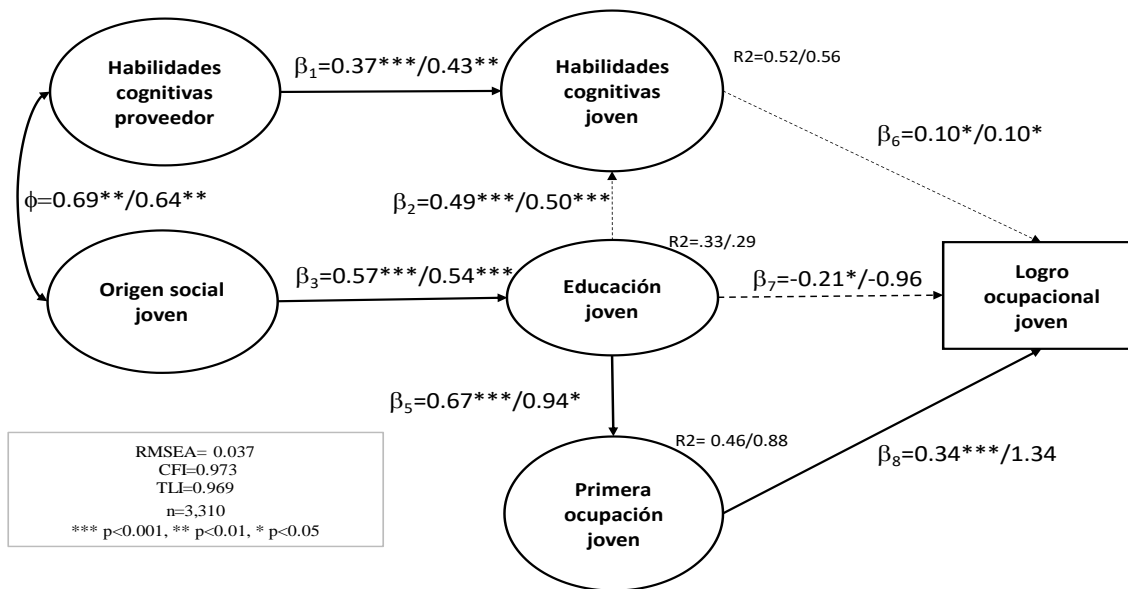 Habilidades
cognitivas
proveedor
β1=0.37***/0.43**
Habilidades
cognitivas
joven
R2=0.52/0.56
β6=0.10*/0.10*
ϕ=0.69**/0.64**
β2=0.49***/0.50***
R2=.33/.29
Origen social
joven
β3=0.57***/0.54***
Educación
joven
β7=-0.21*/-0.96
Logro
ocupacional
joven
β5=0.67***/0.94*
R2= 0.46/0.88
β8=0.34***/1.34
Primera
ocupación
joven
RMSEA= 0.037
CFI=0.973
TLI=0.969
n=3,310
*** p<0.001, ** p<0.01, * p<0.05